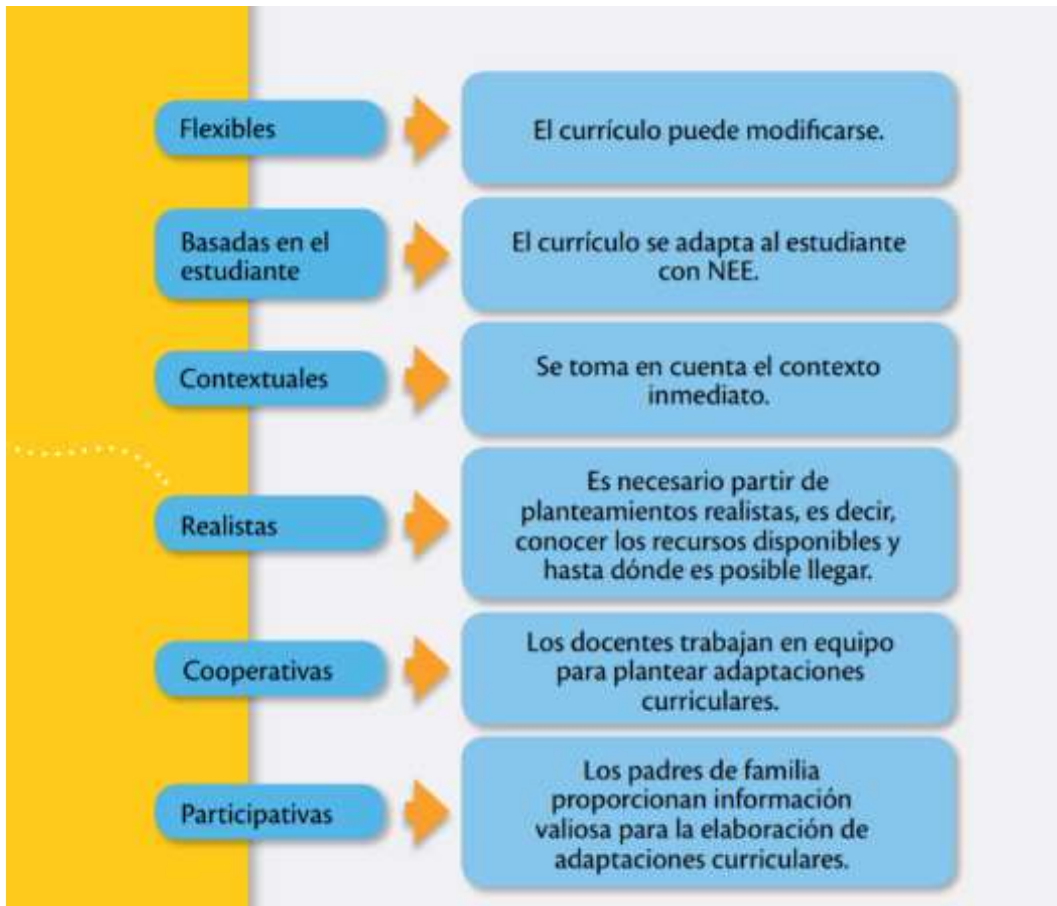 Flexibles
El currículo puede modificarse.
Basadas en el
estudiante
El currículo se adapta al estudiante
con NEE.
Contextuales
Se toma en cuenta el contexto
inmediato.
Realistas
Es necesario partir de
planteamientos realistas, es decir,
conocer los recursos disponibles y
hasta dónde es posible llegar.
Cooperativas
Los docentes trabajan en equipo
para plantear adaptaciones
curriculares.
Participativas
Los padres de familia
proporcionan información
valiosa para la elaboración de
adaptaciones curriculares.